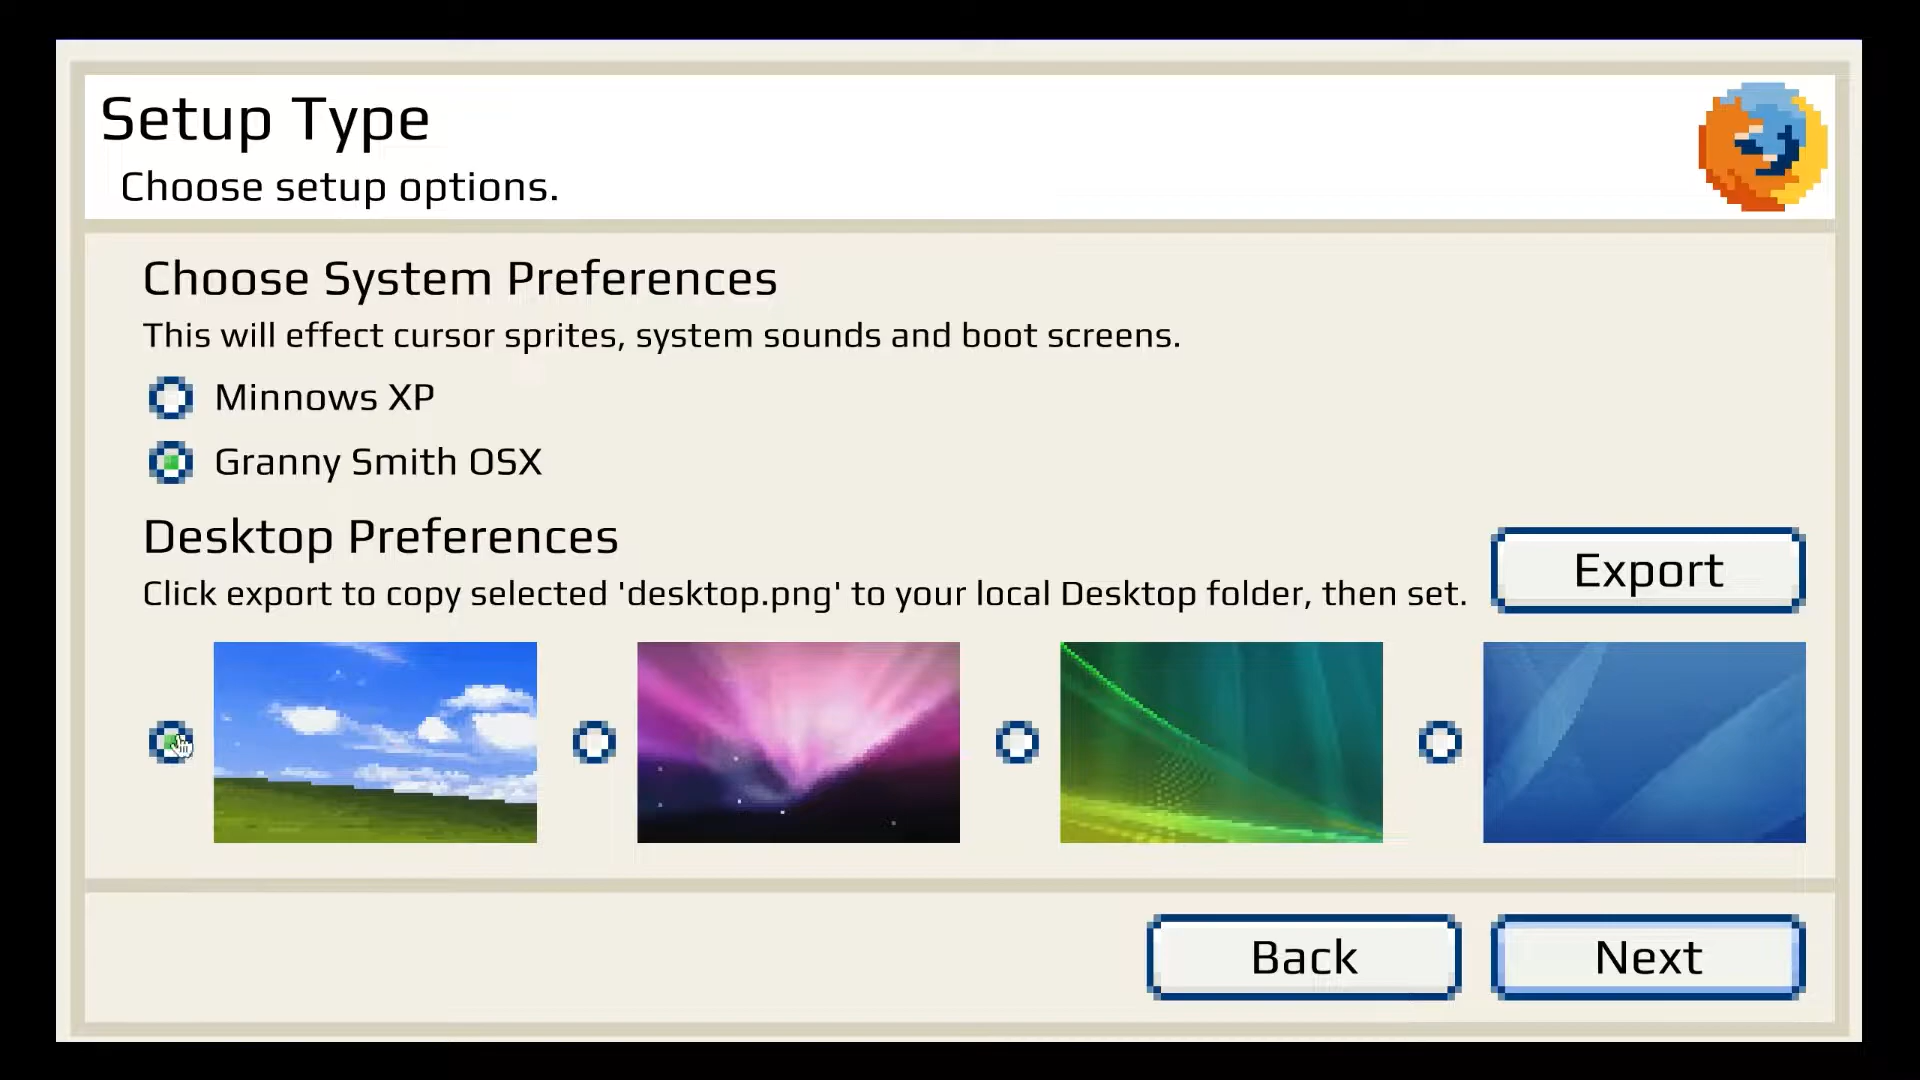 Setup Type
Choose setup options.
Choose System Preferences
This will effect cursor sprites, system sounds and boot screens.
Minnows XP
Granny Smith OSX
Desktop Preferences
Click export to copy selected 'desktop.png' to your local Desktop folder, then set.
Export
Back
Next